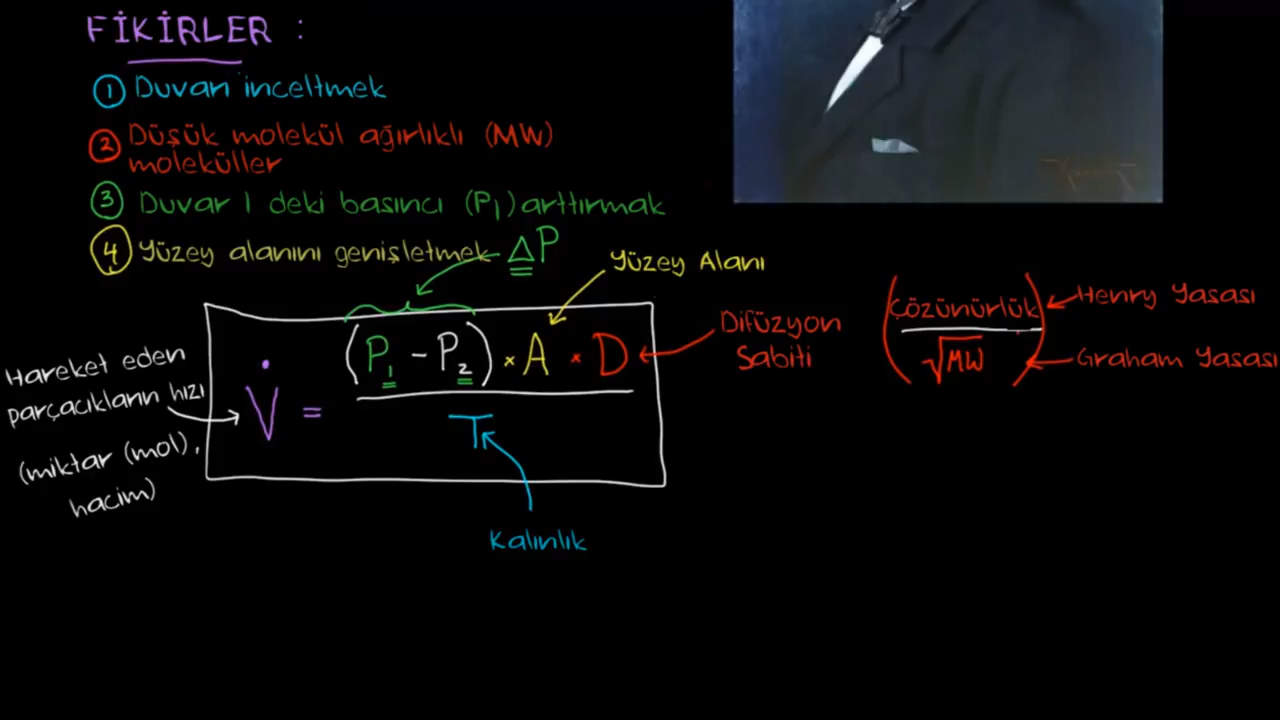 FİKİRLER :
1 Duvarı inceltmek
2 Düşük molekül ağırlıklı (MW)
moleküller
3 Duvar 1 deki basıncı (P₁) arttırmak
4 Yüzey alanını genişletmek
ΔP
Yüzey Alanı
Hareket eden
parçacıkların hızı
(miktar (mol),
hacim)
V̇ = (P₁ - P₂) × A × D
T
Kalınlık
Difüzyon
Sabiti
Çözünürlük
√MW
Henry Yasası
Graham Yasası